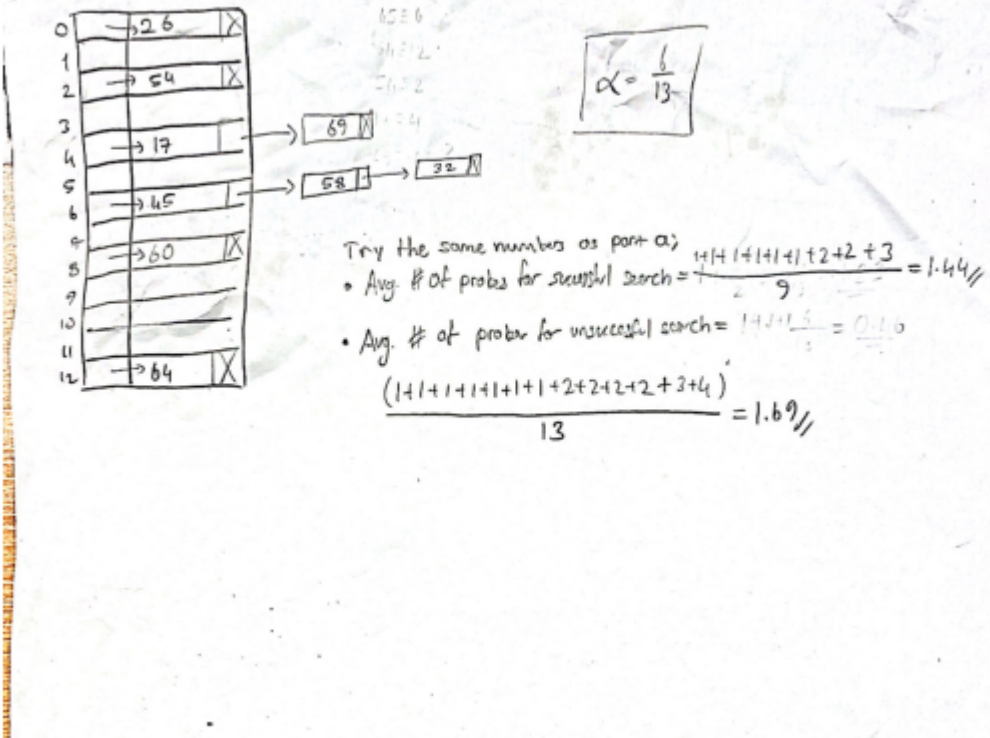 0 → 26 X
1
2 → 54 X
3
4 → 17 → 69 X
5
6 → 45 → 58 → 32 X
7
8 → 60 X
9
10
11
12 → 64 X
α = 6/13
Try the same numbers as part a;
• Avg. # of probes for succesful search = (1+1+1+1+1+1+2+2+3)/9 = 1.44//
• Avg. # of probes for unsuccesful search =
(1+1+1+1+1+1+1+2+2+2+2+3+4)/13 = 1.69//